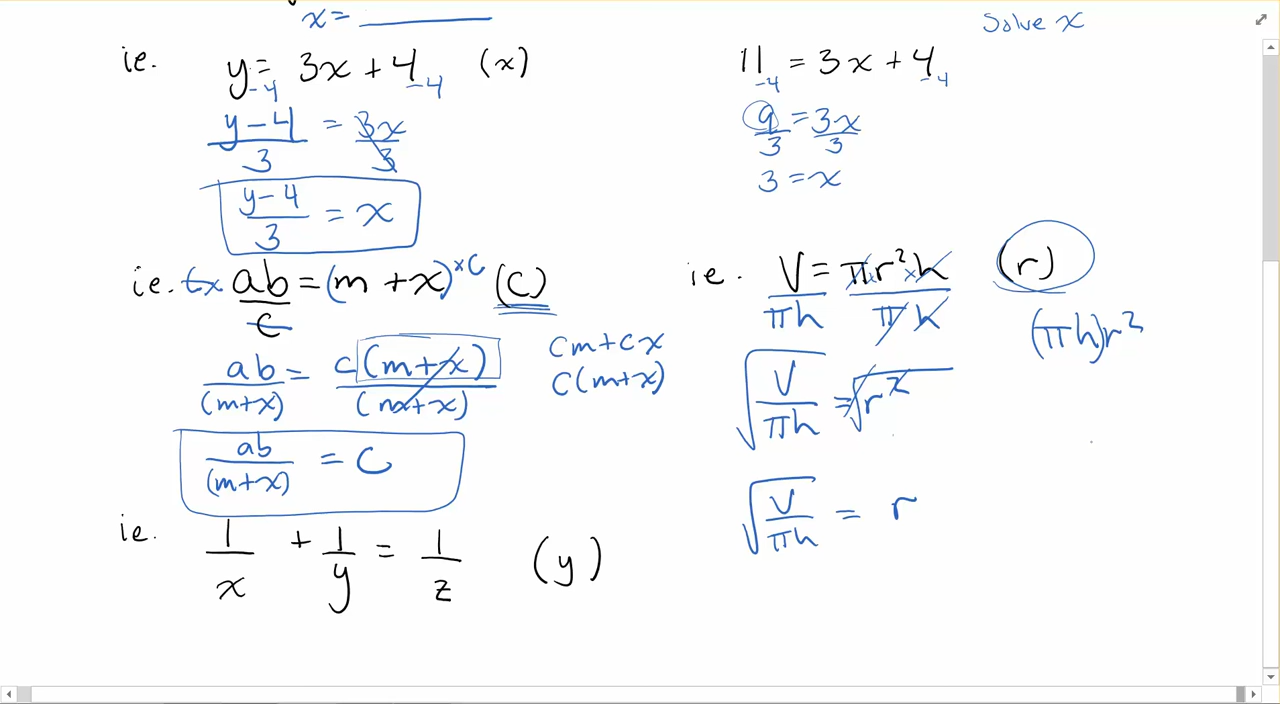 x = ________
Solve x
ie. y = 3x + 4 (x)
-4 -4
y - 4 / 3 = 3x / 3
y - 4 / 3 = x
11 = 3x + 4
-4 -4
9 / 3 = 3x / 3
3 = x
ie. cx ab / c = (m + x) ×c (c)
ab / (m+x) = c (m+x) / (m+x)
cm + cx
c(m+x)
ab / (m+x) = c
ie. V / πh = πr²h / πh (r)
(πh)r²
√(V / πh) = √r²
√(V / πh) = r
ie. 1 / x + 1 / y = 1 / z (y)